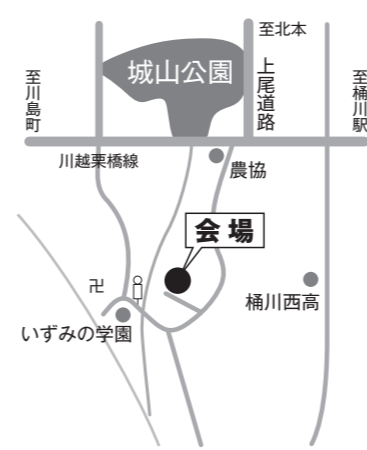 至北本
城山公園
上尾道路
至川島町
至桶川駅
川越栗橋線
農協
会場
卍
桶川西高
いずみの学園